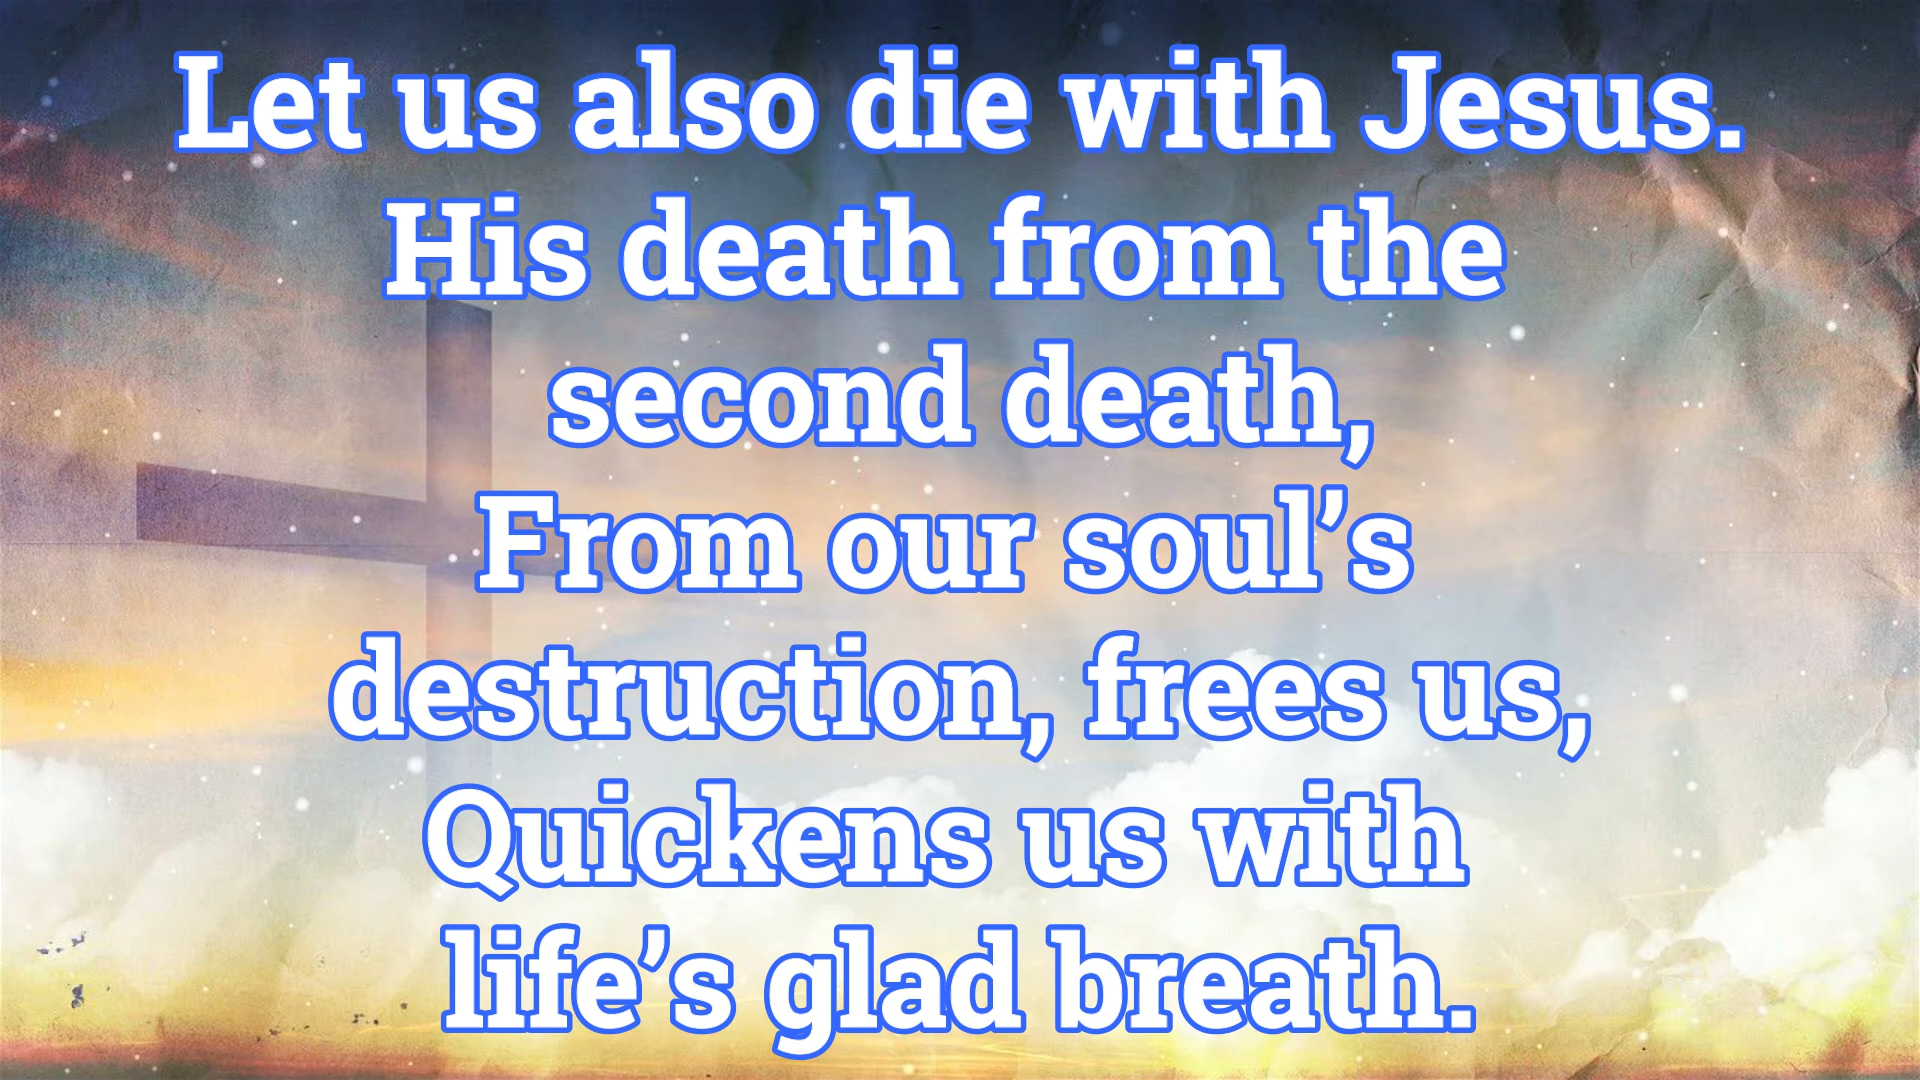 Let us also die with Jesus.
His death from the
second death,
From our soul’s
destruction, frees us,
Quickens us with
life’s glad breath.